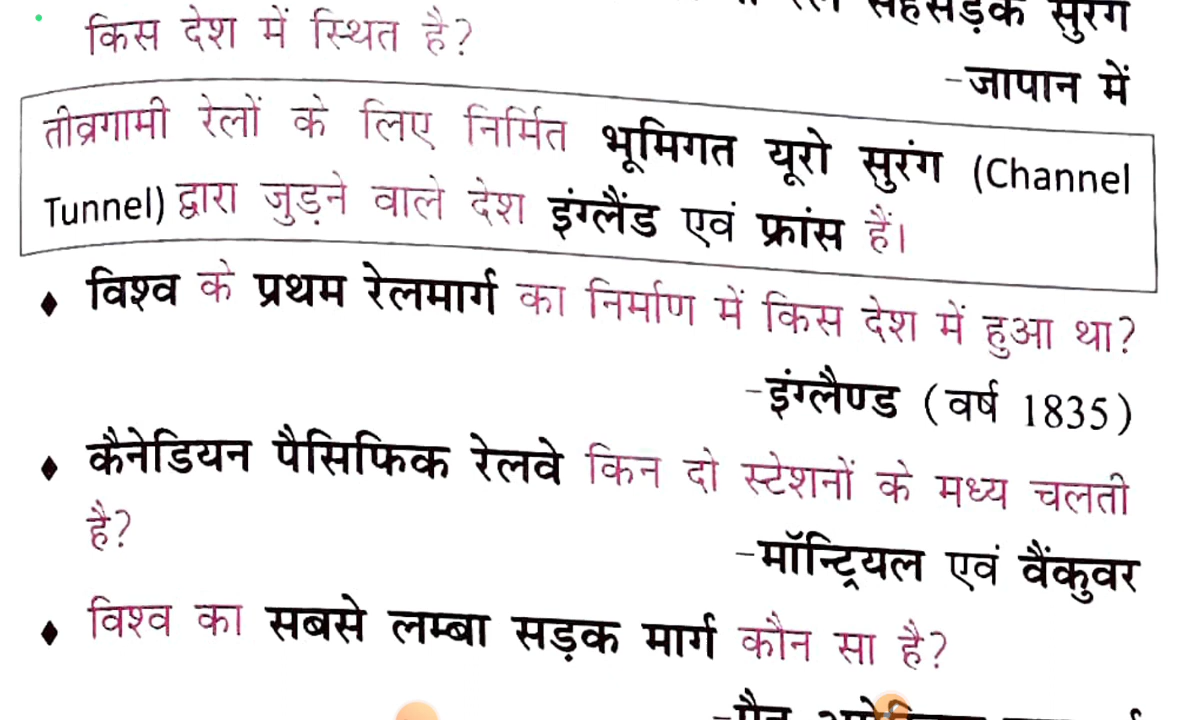 सहसड़क सुरंग
किस देश में स्थित है?
-जापान में
तीव्रगामी रेलों के लिए निर्मित भूमिगत यूरो सुरंग (Channel
Tunnel) द्वारा जुड़ने वाले देश इंग्लैंड एवं फ्रांस हैं।
♦ विश्व के प्रथम रेलमार्ग का निर्माण में किस देश में हुआ था?
-इंग्लैण्ड (वर्ष 1835)
♦ कैनेडियन पैसिफिक रेलवे किन दो स्टेशनों के मध्य चलती
है?
-मॉन्ट्रियल एवं वैंकुवर
♦ विश्व का सबसे लम्बा सड़क मार्ग कौन सा है?